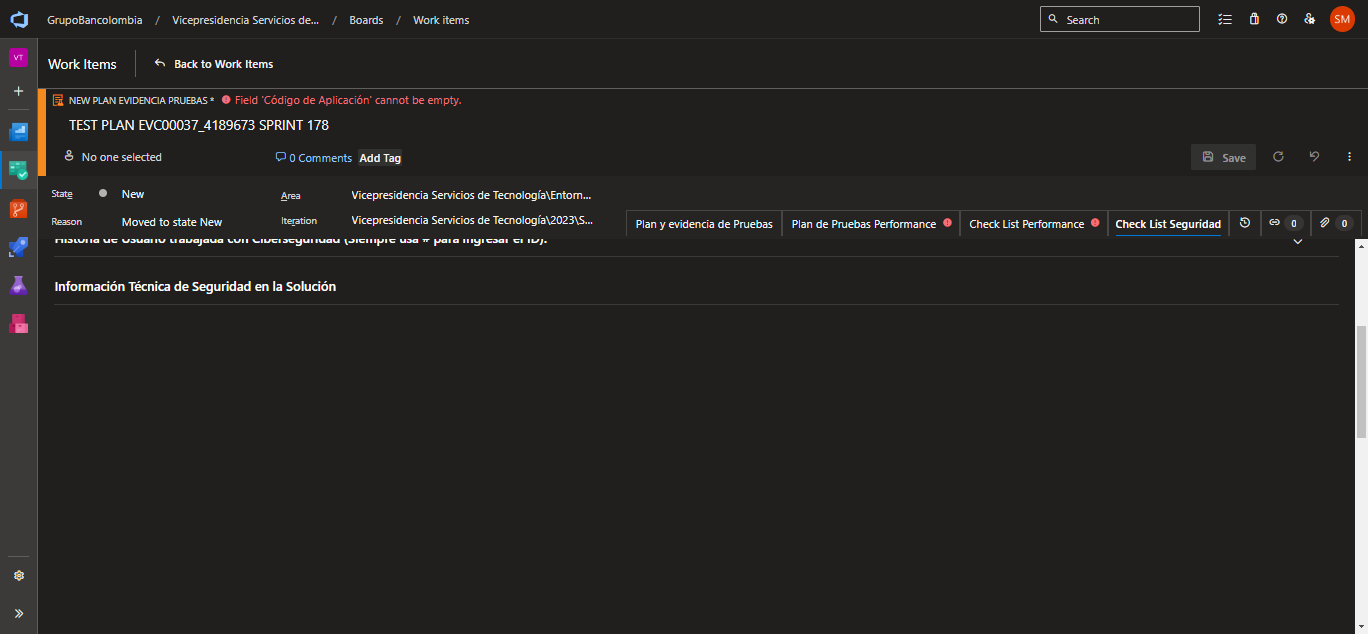 GrupoBancolombia / Vicepresidencia Servicios de... / Boards / Work items
Search
SM
VT
Work Items
Back to Work Items
NEW PLAN EVIDENCIA PRUEBAS * Field 'Código de Aplicación' cannot be empty.
TEST PLAN EVC00037_4189673 SPRINT 178
No one selected
0 Comments
Add Tag
Save
State
New
Area
Vicepresidencia Servicios de Tecnología\Entorn...
Reason
Moved to state New
Iteration
Vicepresidencia Servicios de Tecnología\2023\S...
Plan y evidencia de Pruebas
Plan de Pruebas Performance
Check List Performance
Check List Seguridad
0
0
Historia de Usuario trabajada con Ciberseguridad (Siempre usa # para ingresar el ID):
Información Técnica de Seguridad en la Solución